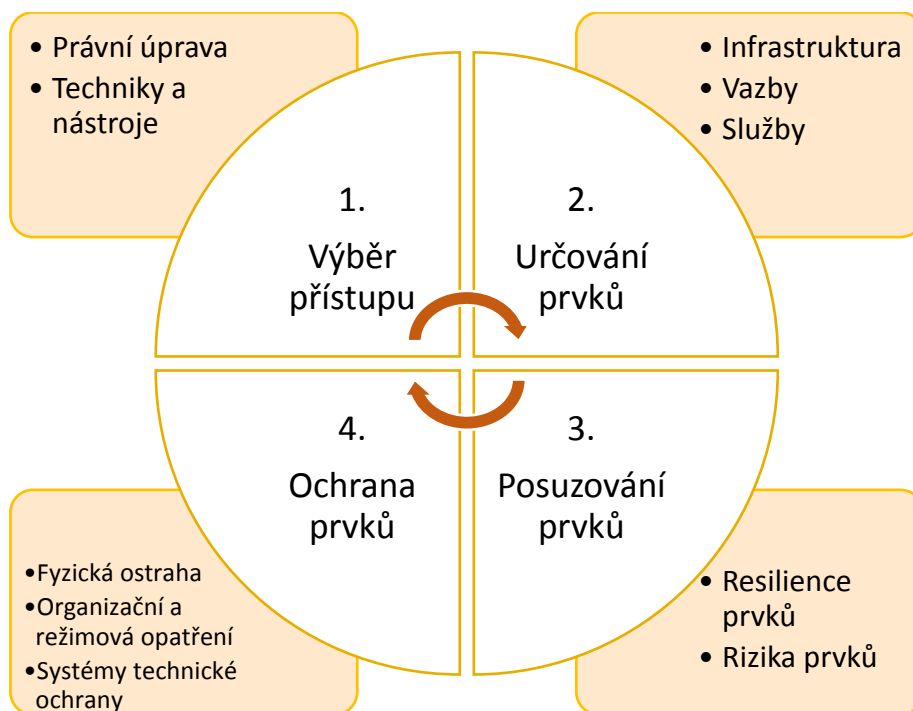 • Právní úprava
• Techniky a
nástroje
• Infrastruktura
• Vazby
• Služby
1.
Výběr
přístupu
2.
Určování
prvků
4.
Ochrana
prvků
3.
Posuzování
prvků
•Fyzická ostraha
•Organizační a
režimová opatření
•Systémy technické
ochrany
• Resilience
prvků
• Rizika prvků